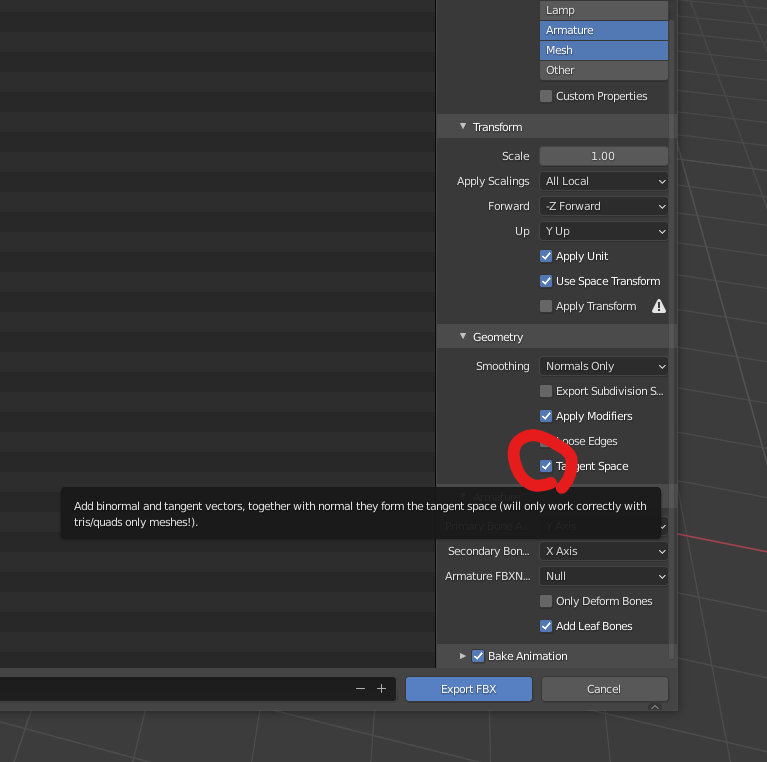 Lamp
Armature
Mesh
Other
Custom Properties
Transform
Scale 1.00
Apply Scalings All Local
Forward -Z Forward
Up Y Up
Apply Unit
Use Space Transform
Apply Transform
Geometry
Smoothing Normals Only
Export Subdivision S...
Apply Modifiers
Loose Edges
Tangent Space
Armature
Add binormal and tangent vectors, together with normal they form the tangent space (will only work correctly with
tris/quads only meshes!).
Primary Bone A... Y Axis
Secondary Bon... X Axis
Armature FBXN... Null
Only Deform Bones
Add Leaf Bones
Bake Animation
Export FBX Cancel